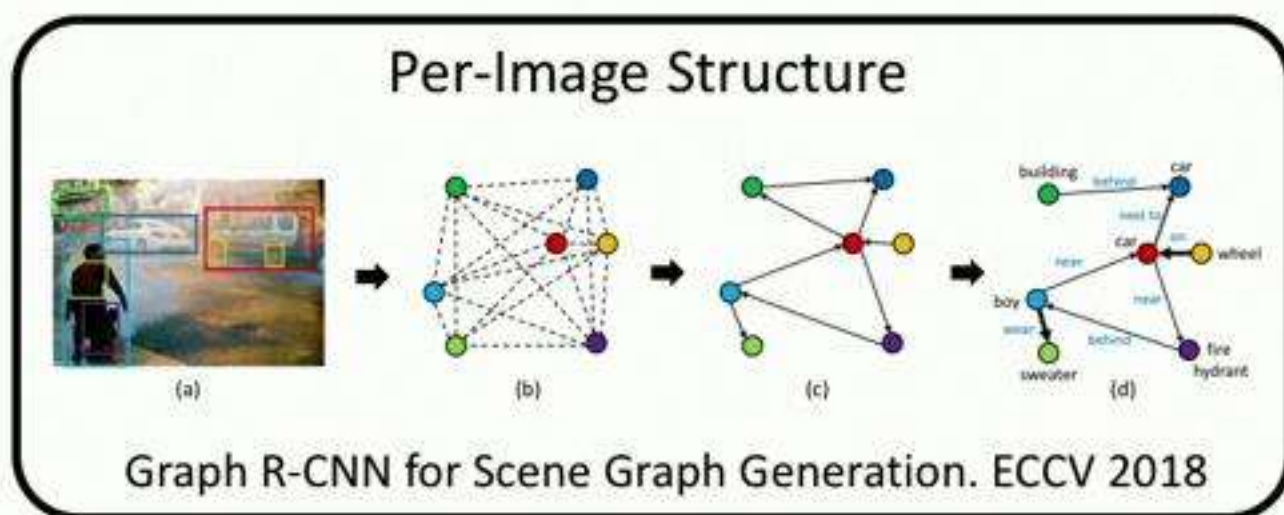 Per-Image Structure
building
behind
car
next to
car
on
wheel
near
boy
near
wear
behind
fire
hydrant
sweater
(a)
(b)
(c)
(d)
Graph R-CNN for Scene Graph Generation. ECCV 2018